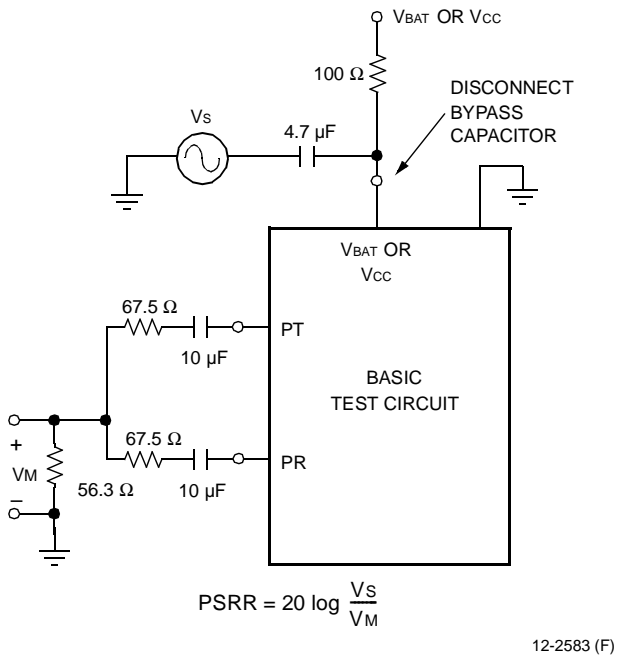 VBAT OR VCC
100 Ω
DISCONNECT
BYPASS
CAPACITOR
VS
4.7 µF
VBAT OR
VCC
67.5 Ω
10 µF
PT
BASIC
TEST CIRCUIT
67.5 Ω
10 µF
PR
+
VM
–
56.3 Ω
PSRR = 20 log VS
VM
12-2583 (F)